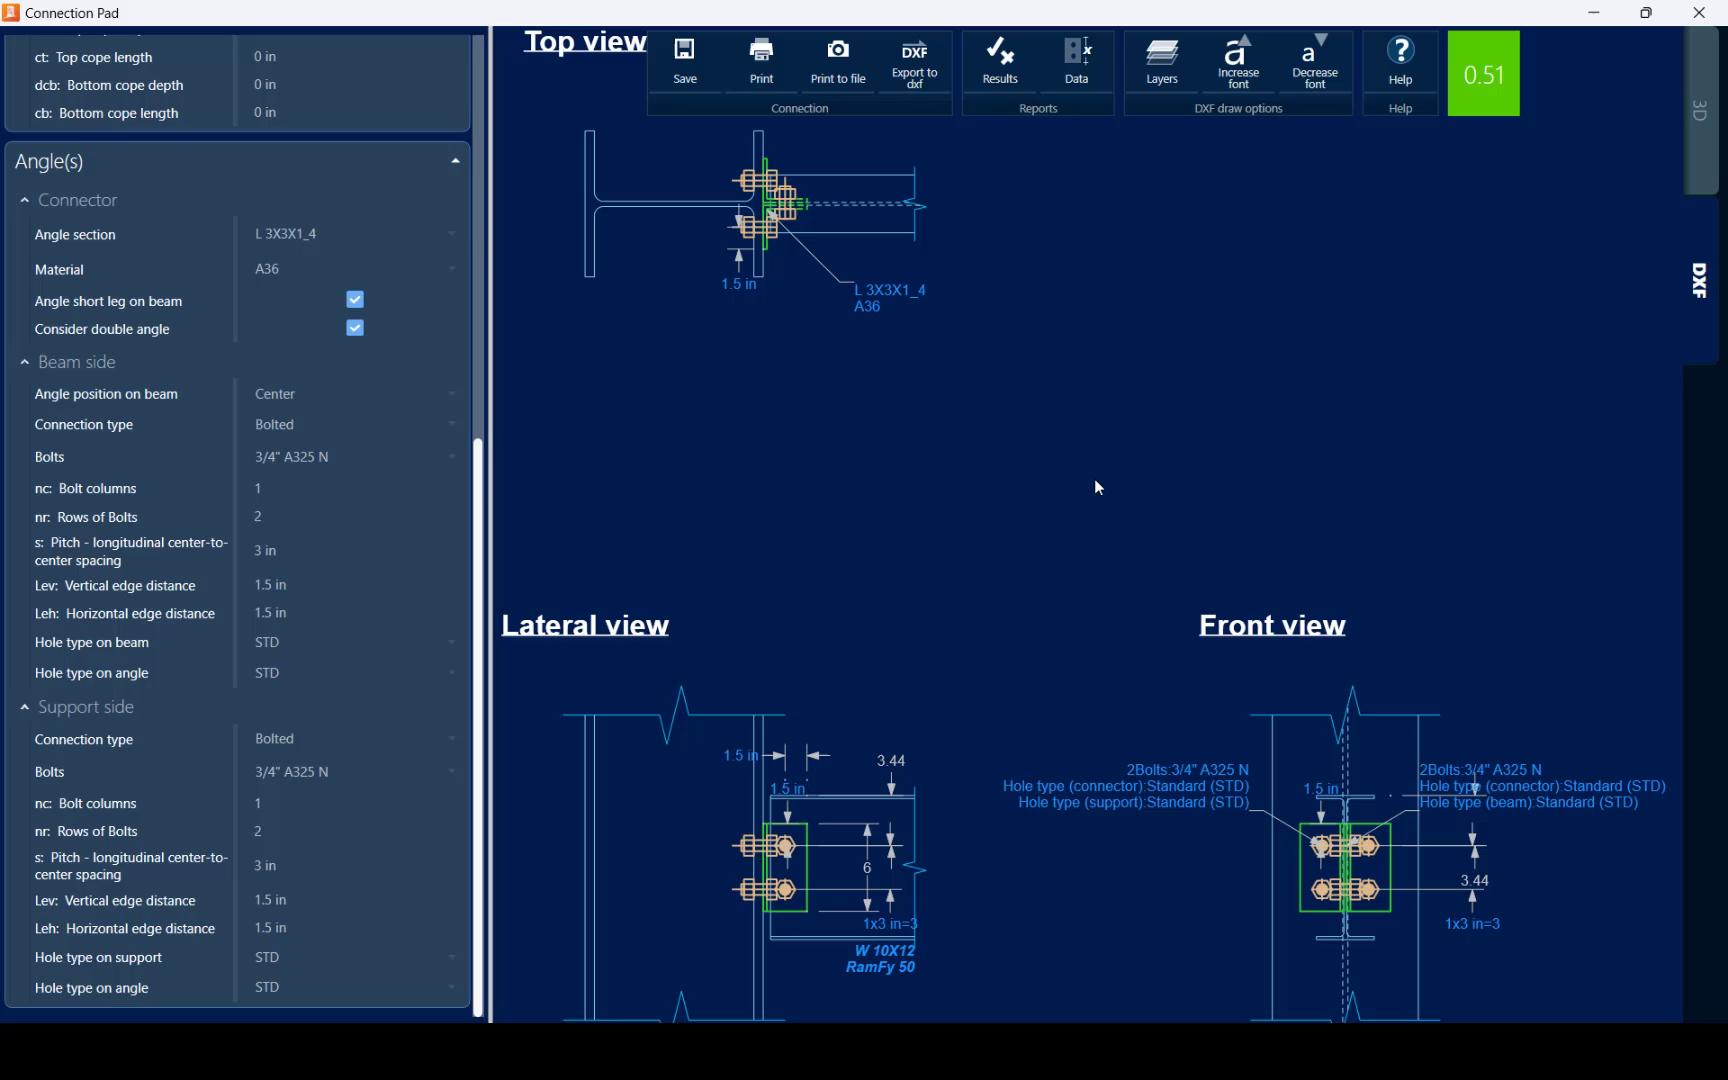 Connection Pad
ct: Top cope length 0 in
dcb: Bottom cope depth 0 in
cb: Bottom cope length 0 in
Angle(s)
Connector
Angle section L 3X3X1_4
Material A36
Angle short leg on beam
Consider double angle
Beam side
Angle position on beam Center
Connection type Bolted
Bolts 3/4" A325 N
nc: Bolt columns 1
nr: Rows of Bolts 2
s: Pitch - longitudinal center-to-
center spacing 3 in
Lev: Vertical edge distance 1.5 in
Leh: Horizontal edge distance 1.5 in
Hole type on beam STD
Hole type on angle STD
Support side
Connection type Bolted
Bolts 3/4" A325 N
nc: Bolt columns 1
nr: Rows of Bolts 2
s: Pitch - longitudinal center-to-
center spacing 3 in
Lev: Vertical edge distance 1.5 in
Leh: Horizontal edge distance 1.5 in
Hole type on support STD
Hole type on angle STD
Top view
Save
Print
Print to file
DXF
Export to
dxf
Connection
Results
Data
Reports
Layers
a
Increase
font
a
Decrease
font
DXF draw options
?
Help
Help
0.51
3D
DXF
1.5 in
L 3X3X1_4
A36
Lateral view
1.5 in
3.44
1.5 in
6
1x3 in=3
W 10X12
RamFy 50
Front view
2Bolts:3/4" A325 N
Hole type (connector):Standard (STD)
Hole type (support):Standard (STD)
1.5 in
2Bolts:3/4" A325 N
Hole type (connector):Standard (STD)
Hole type (beam):Standard (STD)
3.44
1x3 in=3